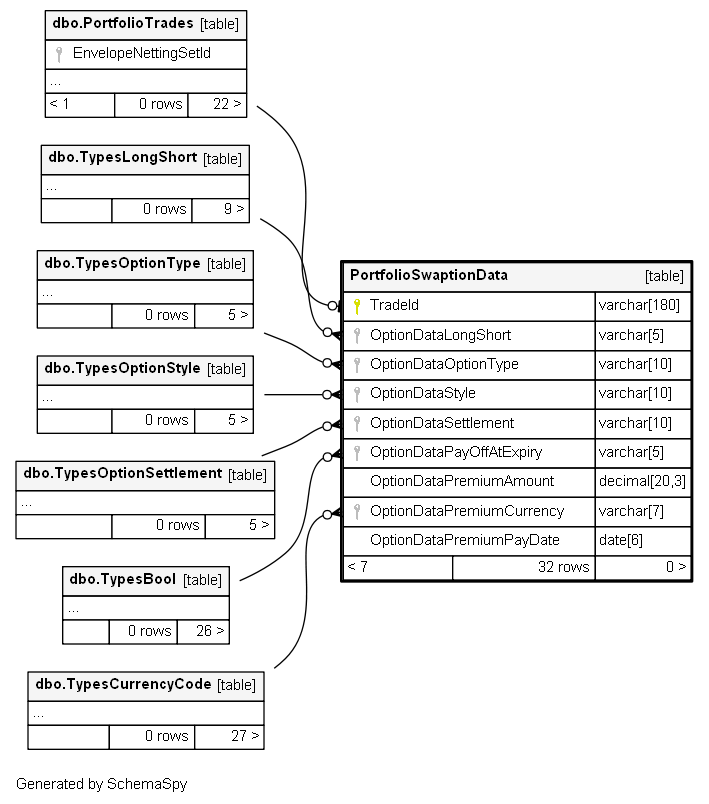 dbo.PortfolioTrades [table]
EnvelopeNettingSetId
...
< 1 0 rows 22 >
dbo.TypesLongShort [table]
...
0 rows 9 >
dbo.TypesOptionType [table]
...
0 rows 5 >
dbo.TypesOptionStyle [table]
...
0 rows 5 >
dbo.TypesOptionSettlement [table]
...
0 rows 5 >
dbo.TypesBool [table]
...
0 rows 26 >
dbo.TypesCurrencyCode [table]
...
0 rows 27 >
PortfolioSwaptionData [table]
TradeId varchar[180]
OptionDataLongShort varchar[5]
OptionDataOptionType varchar[10]
OptionDataStyle varchar[10]
OptionDataSettlement varchar[10]
OptionDataPayOffAtExpiry varchar[5]
OptionDataPremiumAmount decimal[20,3]
OptionDataPremiumCurrency varchar[7]
OptionDataPremiumPayDate date[6]
< 7 32 rows 0 >
Generated by SchemaSpy